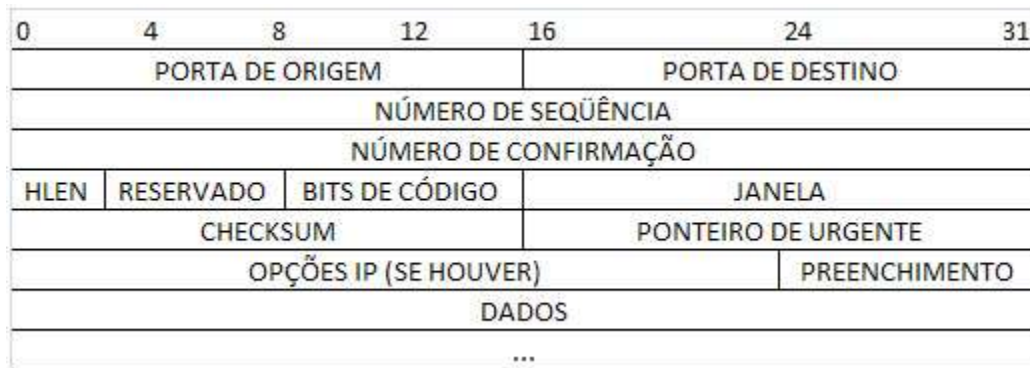 0 4 8 12 16 24 31
PORTA DE ORIGEM PORTA DE DESTINO
NÚMERO DE SEQÜÊNCIA
NÚMERO DE CONFIRMAÇÃO
HLEN RESERVADO BITS DE CÓDIGO JANELA
CHECKSUM PONTEIRO DE URGENTE
OPÇÕES IP (SE HOUVER) PREENCHIMENTO
DADOS
...